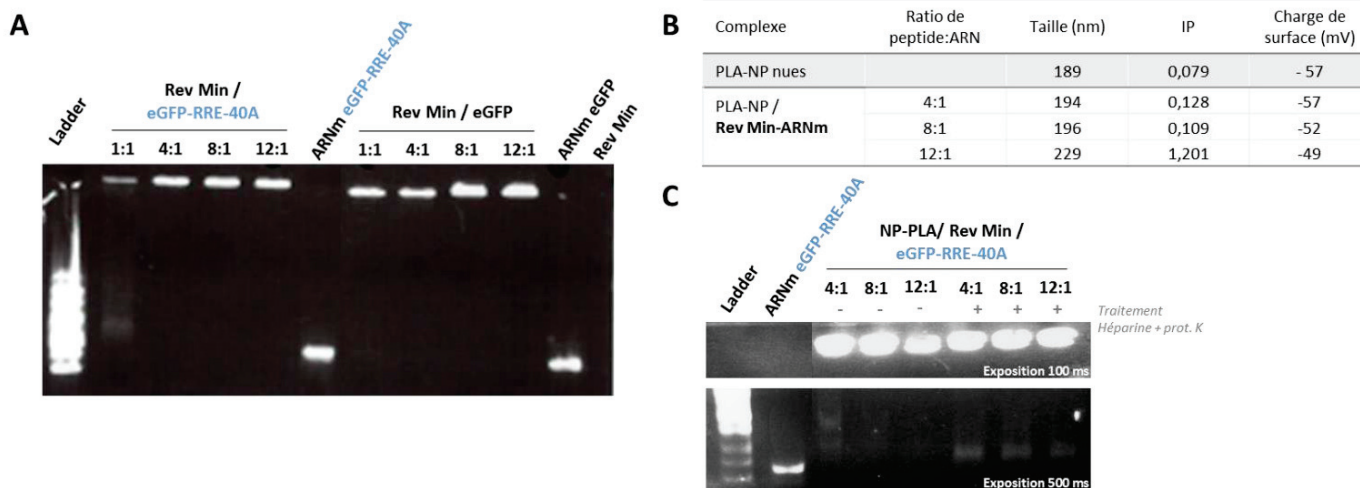 A
Ladder
Rev Min /
eGFP-RRE-40A
1:1 4:1 8:1 12:1
ARNm eGFP-RRE-40A
Rev Min / eGFP
1:1 4:1 8:1 12:1
ARNm eGFP
Rev Min
B
Complexe Ratio de peptide:ARN Taille (nm) IP Charge de surface (mV)
PLA-NP nues 189 0,079 - 57
PLA-NP / Rev Min-ARNm 4:1 194 0,128 -57
8:1 196 0,109 -52
12:1 229 1,201 -49
C
Ladder
ARNm eGFP-RRE-40A
NP-PLA/ Rev Min /
eGFP-RRE-40A
4:1 8:1 12:1 4:1 8:1 12:1
- - - + + +
Traitement
Héparine + prot. K
Exposition 100 ms
Exposition 500 ms